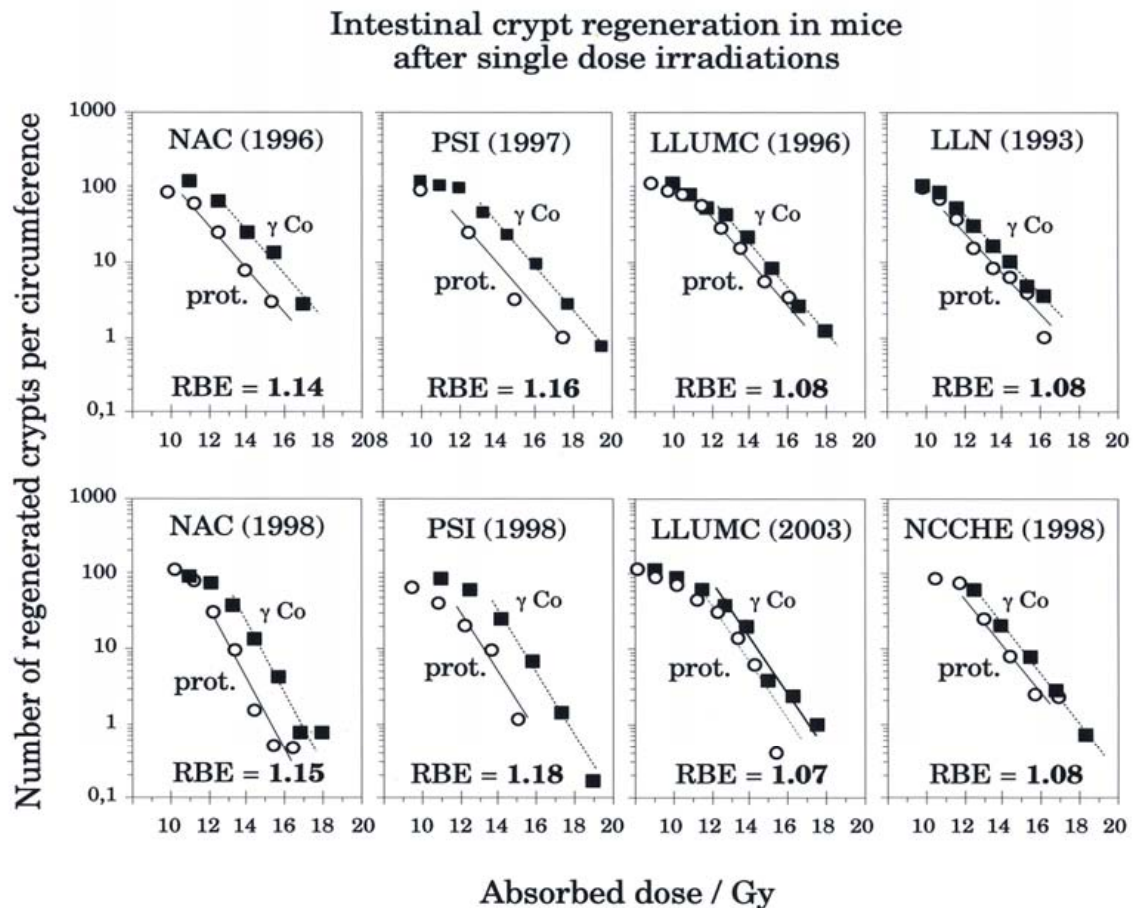 Intestinal crypt regeneration in mice
after single dose irradiations
Number of regenerated crypts per circumference
1000
100
10
1
0,1
NAC (1996)
γ Co
prot.
RBE = 1.14
10 12 14 16 18 20
PSI (1997)
γ Co
prot.
RBE = 1.16
8 10 12 14 16 18 20
LLUMC (1996)
γ Co
prot.
RBE = 1.08
10 12 14 16 18 20
LLN (1993)
γ Co
prot.
RBE = 1.08
10 12 14 16 18 20
1000
100
10
1
0,1
NAC (1998)
γ Co
prot.
RBE = 1.15
10 12 14 16 18 20
PSI (1998)
γ Co
prot.
RBE = 1.18
10 12 14 16 18 20
LLUMC (2003)
γ Co
prot.
RBE = 1.07
10 12 14 16 18 20
NCCHE (1998)
γ Co
prot.
RBE = 1.08
10 12 14 16 18 20
Absorbed dose / Gy